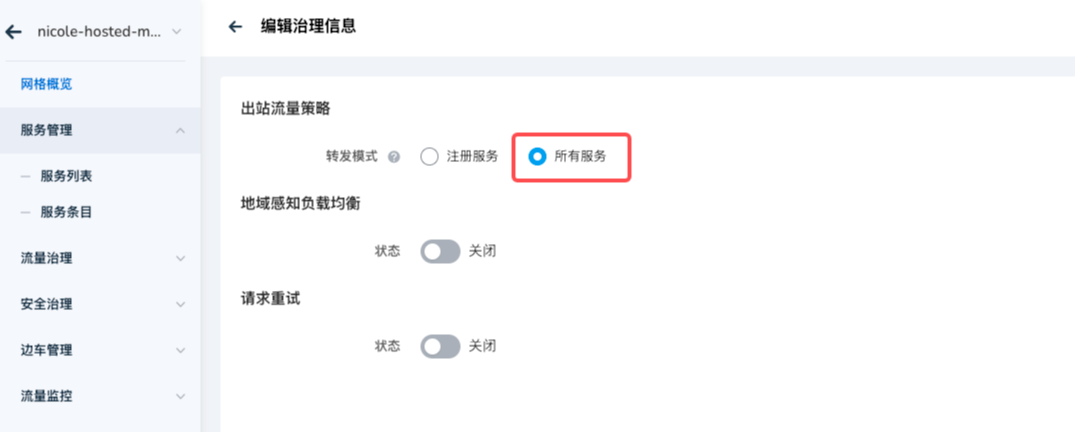 nicole-hosted-m...
编辑治理信息
网格概览
服务管理
服务列表
服务条目
流量治理
安全治理
边车管理
流量监控
出站流量策略
转发模式 ? 注册服务 所有服务
地域感知负载均衡
状态 关闭
请求重试
状态 关闭